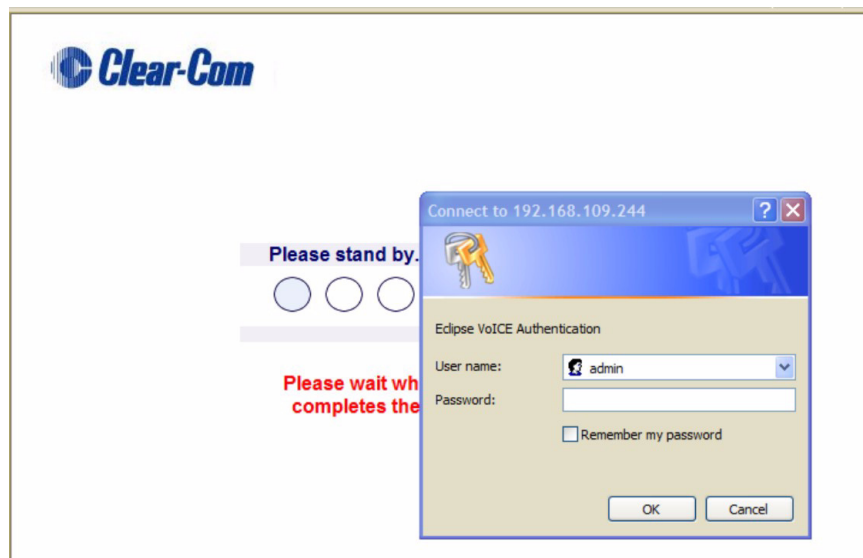 Clear-Com
Connect to 192.168.109.244
Please stand by.
Eclipse VoICE Authentication
User name:
admin
Please wait wh
completes the
Password:
Remember my password
OK
Cancel